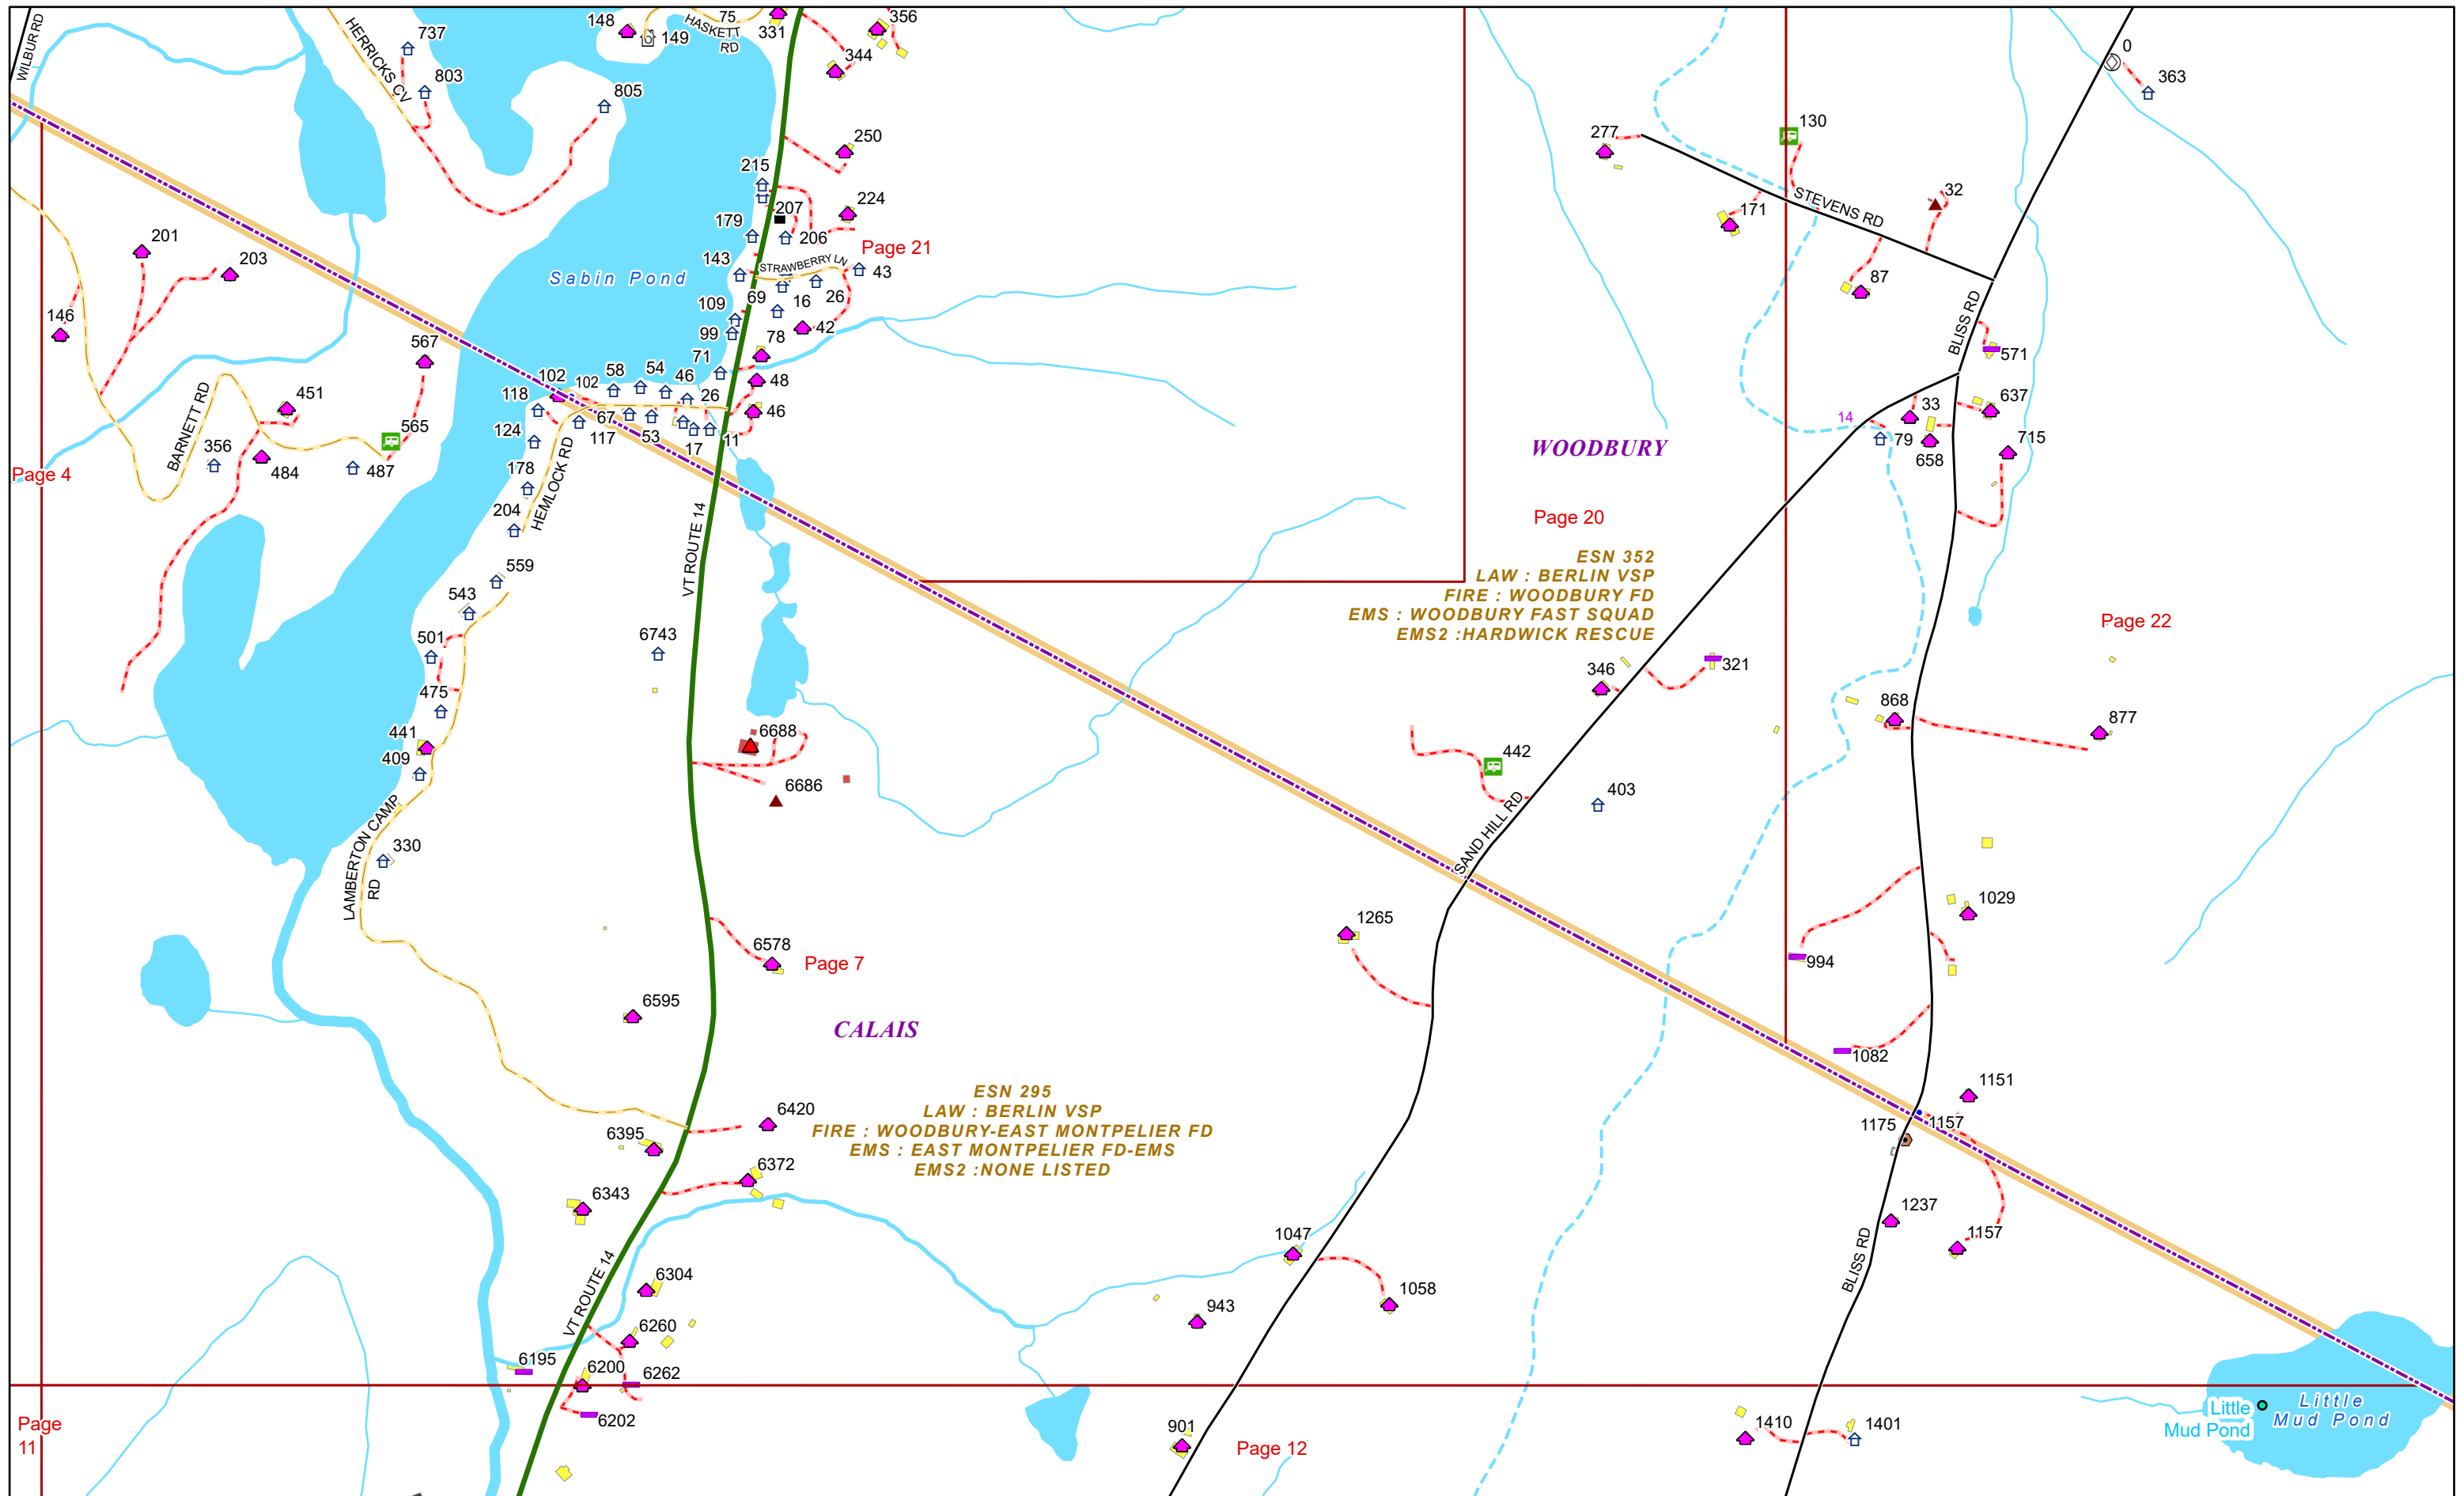 WILBUR RD
HERRICKS CV
737
803
805
148
149
75
HASKETT
RD
331
356
344
0
363
250
277
130
215
207
224
STEVENS RD
32
171
179
206
Page 21
201
203
143
STRAWBERRY LN
43
87
Sabin Pond
69
16
26
109
146
99
42
78
BLISS RD
571
567
71
102
102
58
54
46
26
48
46
118
451
BARNETT RD
565
124
117
67
53
17
11
33
637
14
79
658
715
WOODBURY
356
484
487
178
Page 4
HEMLOCK RD
204
VT ROUTE 14
Page 20
ESN 352
LAW : BERLIN VSP
FIRE : WOODBURY FD
EMS : WOODBURY FAST SQUAD
EMS2 :HARDWICK RESCUE
559
543
501
6743
Page 22
346
321
475
868
877
441
409
6688
6686
442
403
LAMBERTON CAMP
RD
330
SAND HILL RD
1029
1265
6578
Page 7
994
6595
CALAIS
1082
ESN 295
LAW : BERLIN VSP
FIRE : WOODBURY-EAST MONTPELIER FD
EMS : EAST MONTPELIER FD-EMS
EMS2 :NONE LISTED
1151
6420
6395
1175
1157
6372
6343
1237
1047
1157
BLISS RD
VT ROUTE 14
6304
1058
943
6260
6195
6200
6262
6202
Page
11
901
Page 12
1410
1401
Little
Mud Pond
Little
Mud Pond